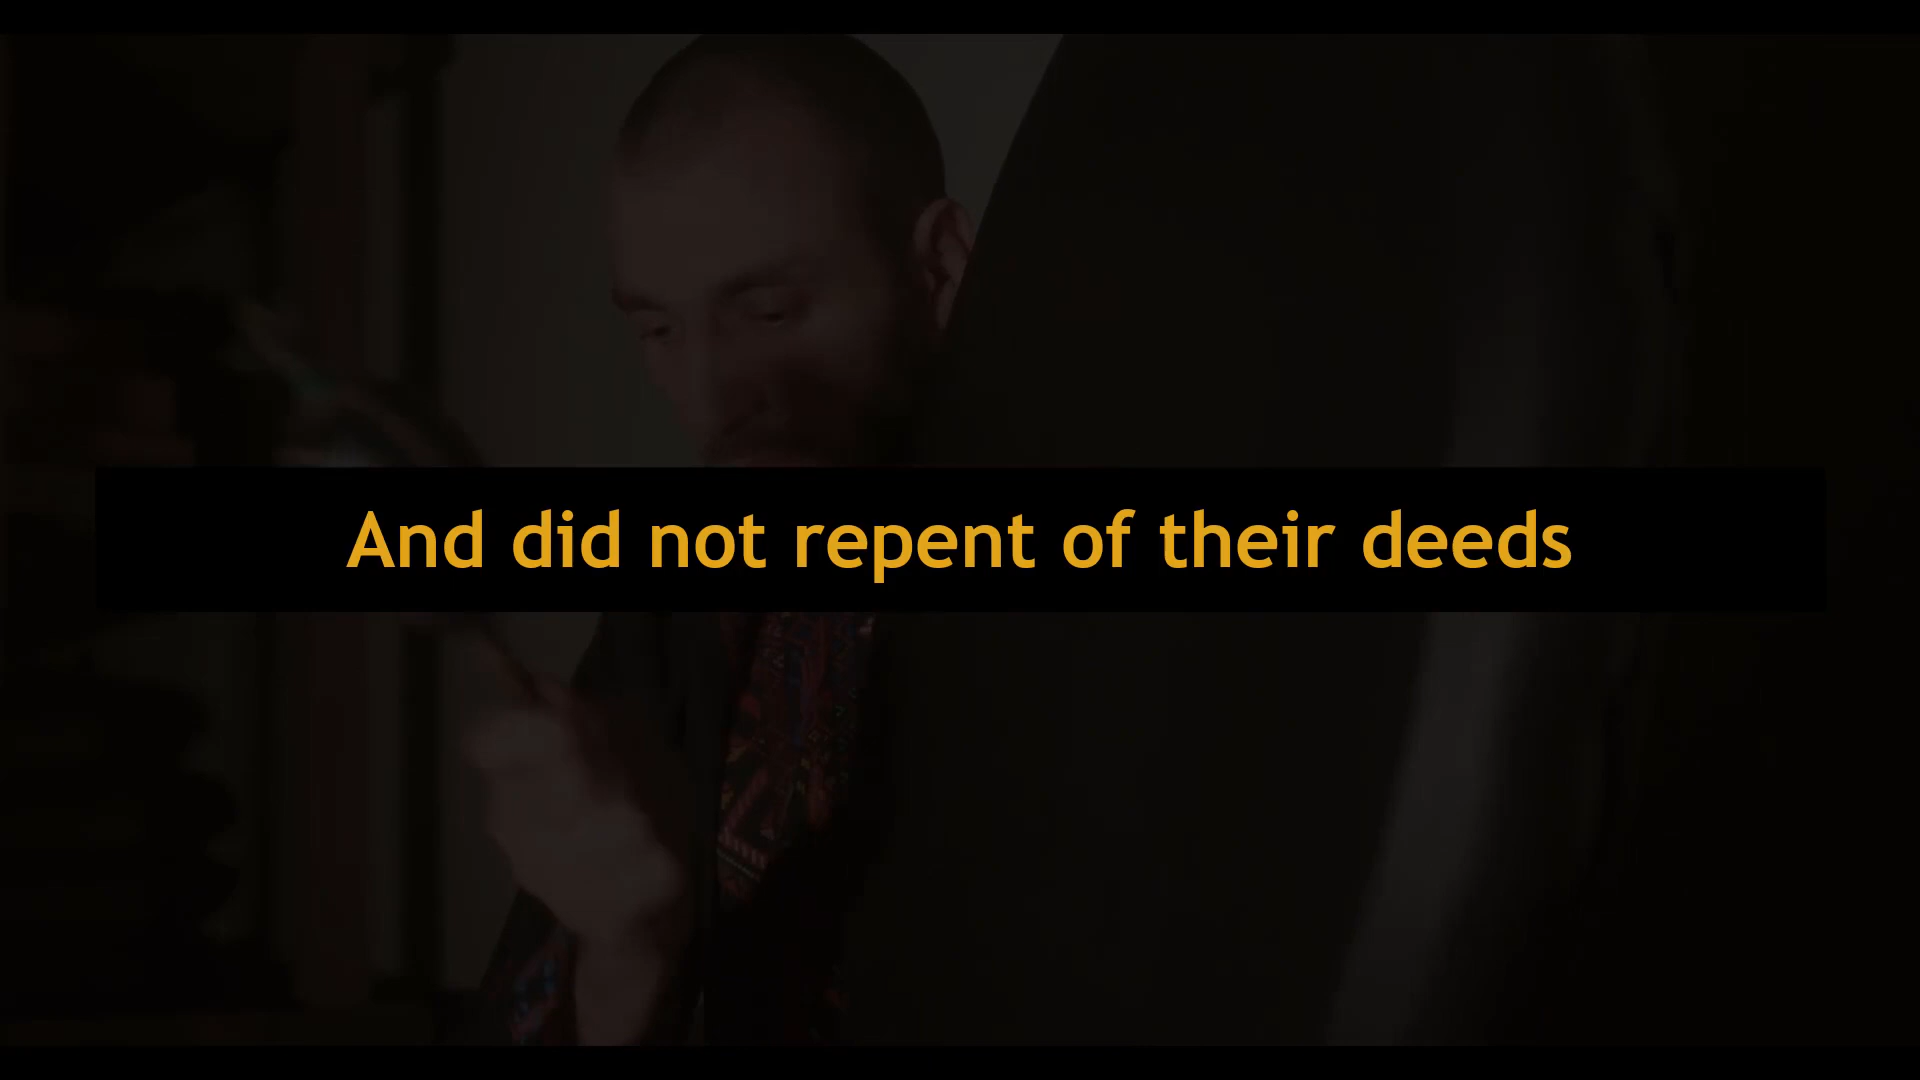 And did not repent of their deeds